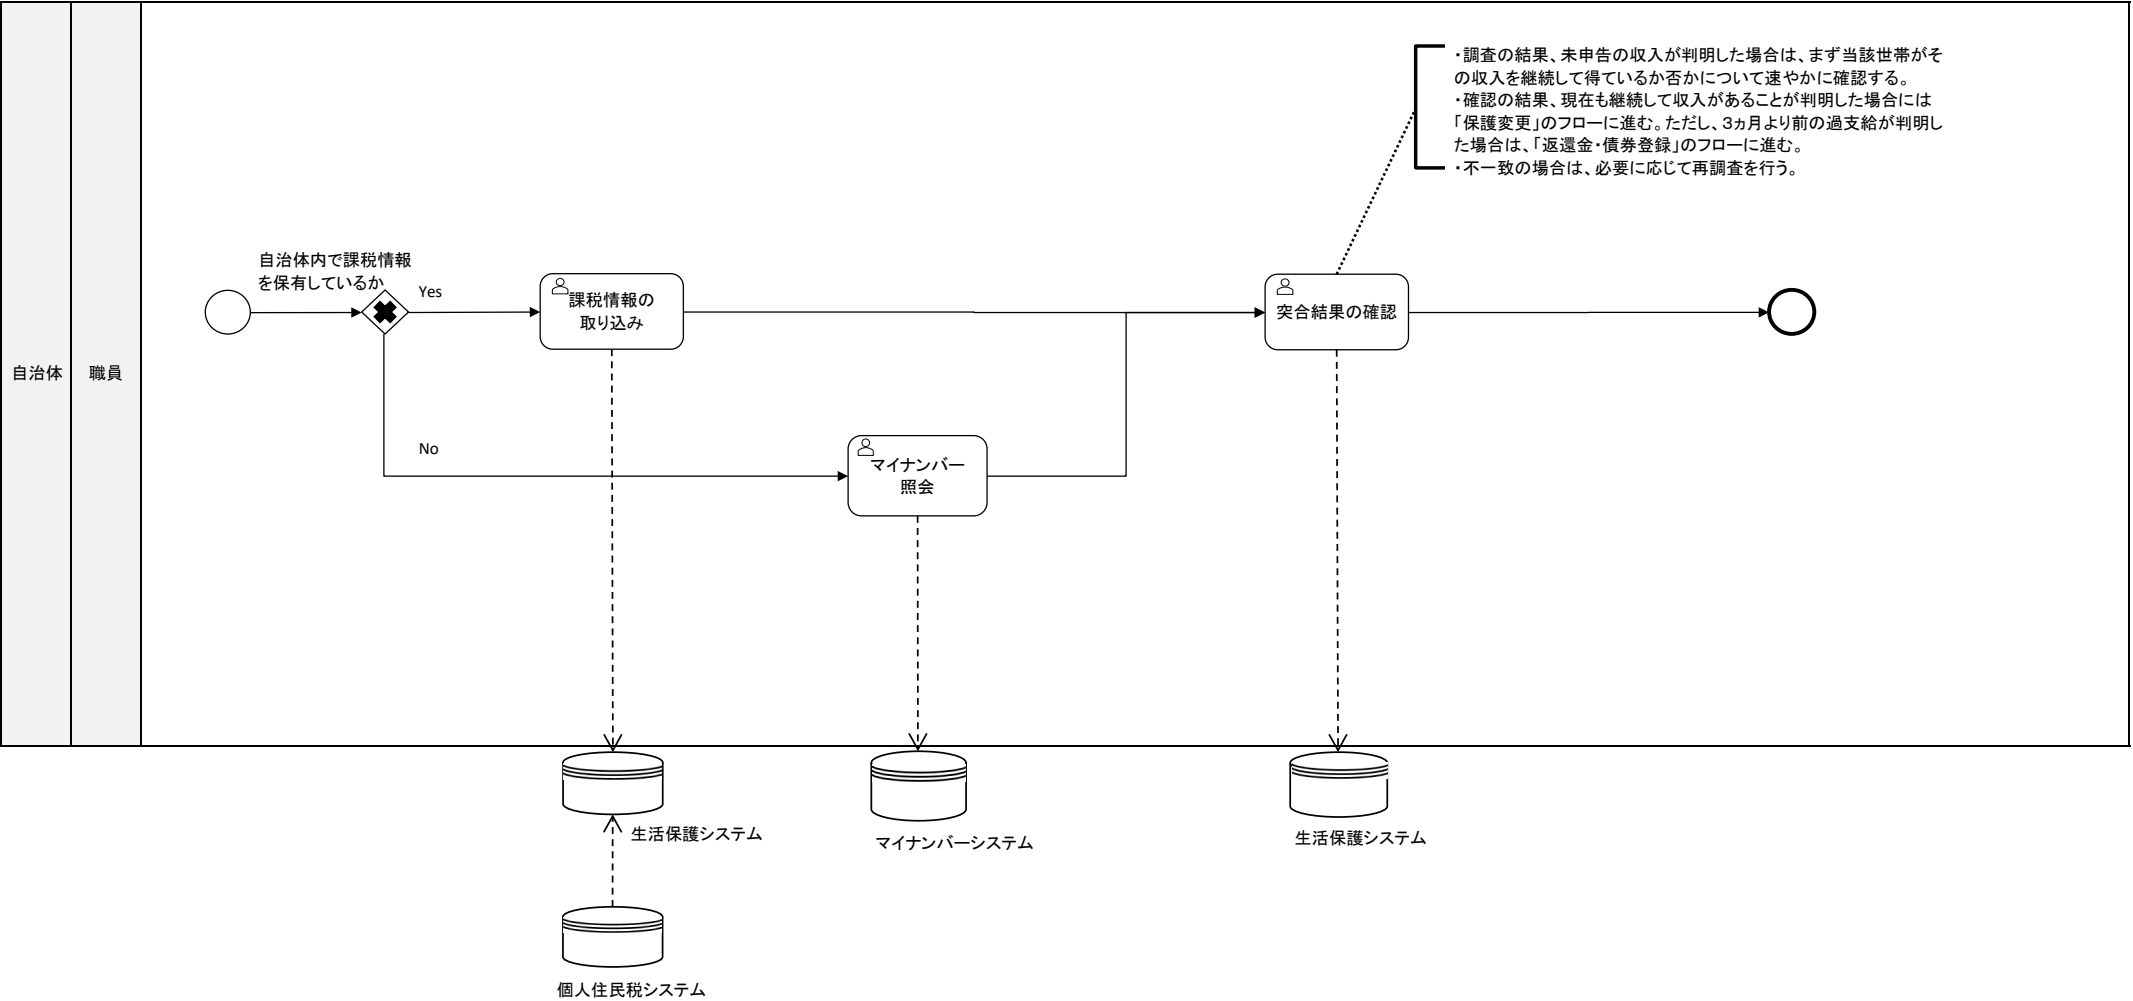 ・調査の結果、未申告の収入が判明した場合は、まず当該世帯がそ
の収入を継続して得ているか否かについて速やかに確認する。
・確認の結果、現在も継続して収入があることが判明した場合には
「保護変更」のフローに進む。ただし、3ヵ月より前の過支給が判明し
た場合は、「返還金・債券登録」のフローに進む。
・不一致の場合は、必要に応じて再調査を行う。
自治体内で課税情報
を保有しているか
Yes
課税情報の
取り込み
突合結果の確認
自治体
職員
No
マイナンバー
照会
生活保護システム
マイナンバーシステム
生活保護システム
個人住民税システム